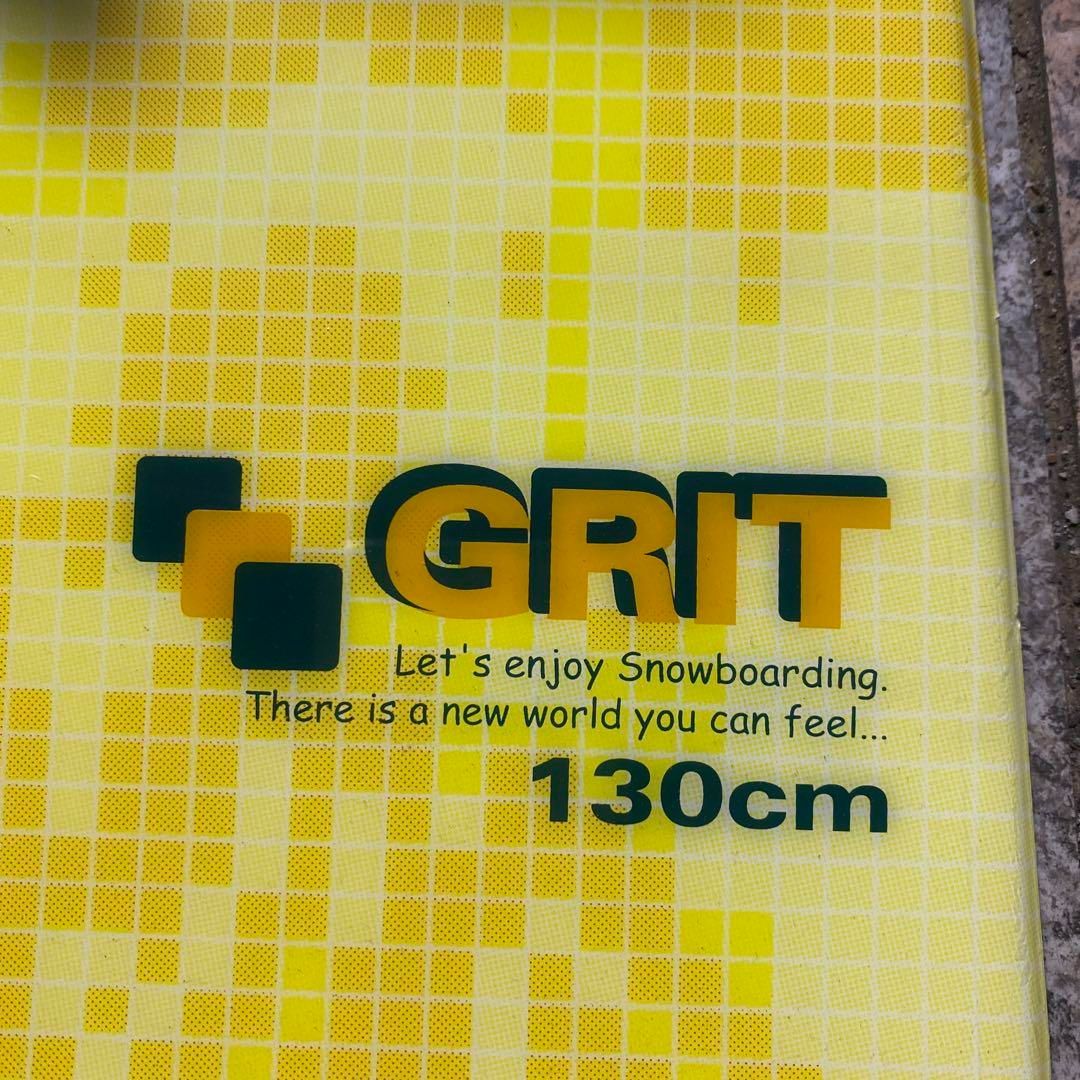 GRIT
Let's enjoy Snowboarding.
There is a new world you can feel...
130cm